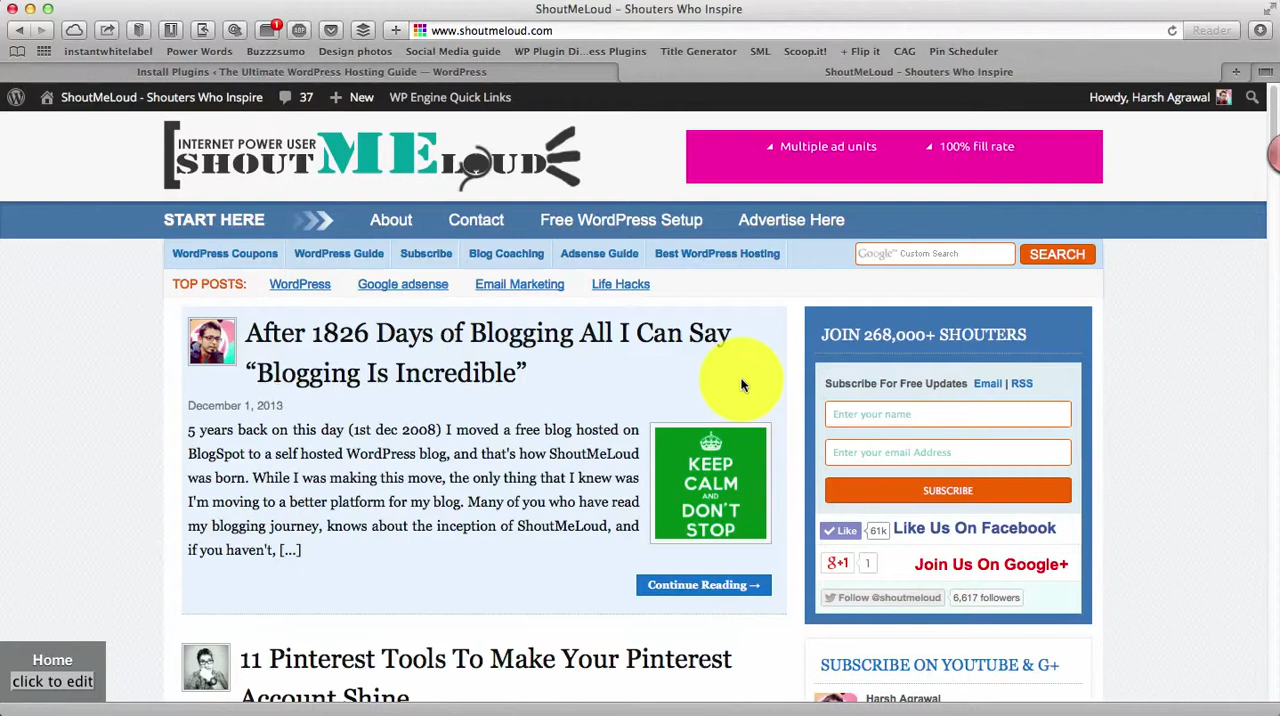 ShoutMeLoud - Shouters Who Inspire
www.shoutmeloud.com
Reader
instantwhitelabel Power Words Buzzzsumo Design photos Social Media guide WP Plugin Di...ess Plugins Title Generator SML Scoop.it! + Flip it CAG Pin Scheduler
Install Plugins ‹ The Ultimate WordPress Hosting Guide — WordPress
ShoutMeLoud - Shouters Who Inspire
ShoutMeLoud - Shouters Who Inspire 37 + New WP Engine Quick Links Howdy, Harsh Agrawal
INTERNET POWER USER
SHOUTMELOUD
Multiple ad units 100% fill rate
START HERE About Contact Free WordPress Setup Advertise Here
WordPress Coupons WordPress Guide Subscribe Blog Coaching Adsense Guide Best WordPress Hosting Google™ Custom Search SEARCH
TOP POSTS: WordPress Google adsense Email Marketing Life Hacks
After 1826 Days of Blogging All I Can Say
“Blogging Is Incredible”
December 1, 2013
5 years back on this day (1st dec 2008) I moved a free blog hosted on
BlogSpot to a self hosted WordPress blog, and that's how ShoutMeLoud
was born. While I was making this move, the only thing that I knew was
I'm moving to a better platform for my blog. Many of you who have read
my blogging journey, knows about the inception of ShoutMeLoud, and
if you haven't, [...]
KEEP
CALM
AND
DON'T
STOP
Continue Reading →
11 Pinterest Tools To Make Your Pinterest
Account Shine
JOIN 268,000+ SHOUTERS
Subscribe For Free Updates Email | RSS
Enter your name
Enter your email Address
SUBSCRIBE
Like 61k Like Us On Facebook
g+1 1 Join Us On Google+
Follow @shoutmeloud 6,617 followers
SUBSCRIBE ON YOUTUBE & G+
Harsh Agrawal
Home
click to edit